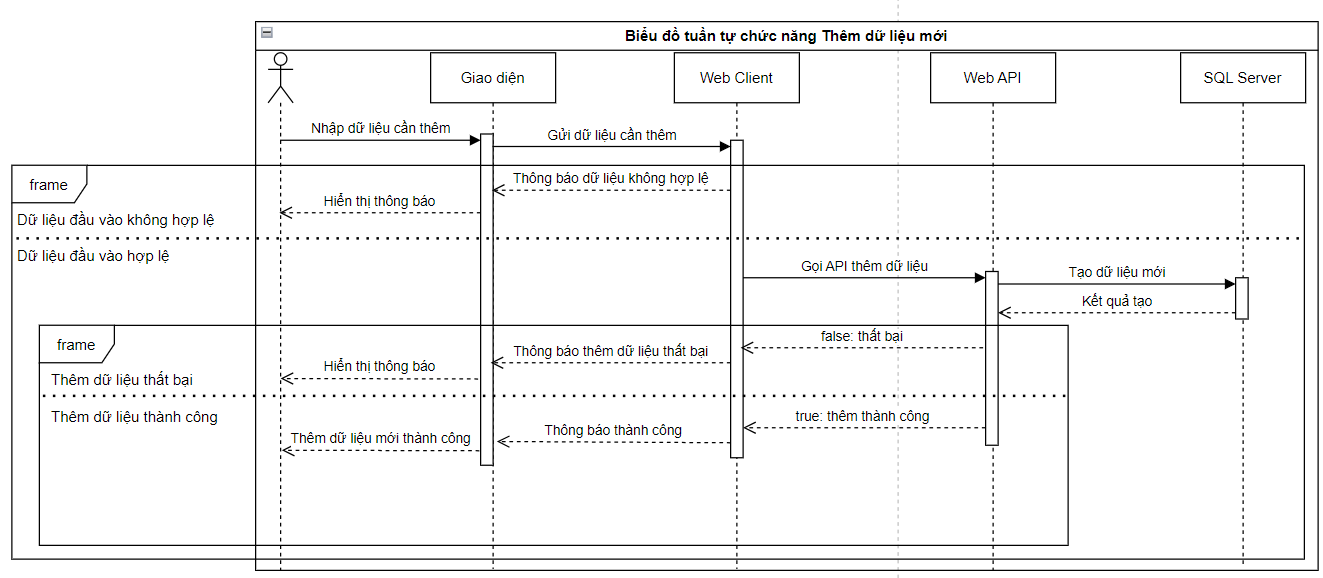 Biểu đồ tuần tự chức năng Thêm dữ liệu mới
Giao diện
Web Client
Web API
SQL Server
Nhập dữ liệu cần thêm
Gửi dữ liệu cần thêm
frame
Thông báo dữ liệu không hợp lệ
Hiển thị thông báo
Dữ liệu đầu vào không hợp lệ
Dữ liệu đầu vào hợp lệ
Gọi API thêm dữ liệu
Tạo dữ liệu mới
Kết quả tạo
frame
false: thất bại
Thông báo thêm dữ liệu thất bại
Hiển thị thông báo
Thêm dữ liệu thất bại
Thêm dữ liệu thành công
true: thêm thành công
Thông báo thành công
Thêm dữ liệu mới thành công